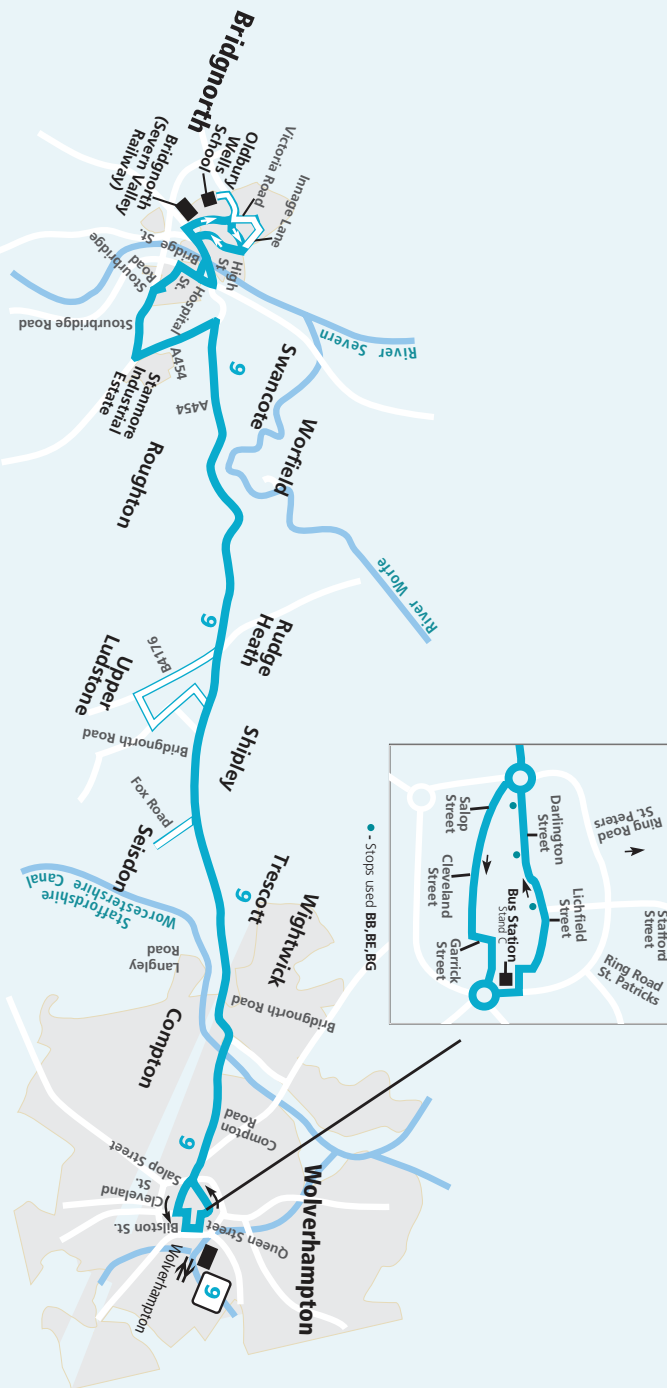 Bridgnorth
Bridgnorth
(Severn Valley
Railway)
Oldbury
Wells
School
Victoria Road
Innage Lane
High
St.
Bridge
St.
Stourbridge
Road
Hospital
St.
Stourbridge Road
A454
A454
Stanmore
Industrial
Estate
River Severn
9
Swancote
Worfield
Roughton
River Worfe
9
Rudge
Heath
B4176
Upper
Ludstone
Bridgnorth Road
Shipley
Fox Road
Seisdon
Staffordshire
Worcestershire Canal
Trescott
9
Wightwick
Langley
Road
Bridgnorth Road
Compton
Compton
Road
9
Salop Street
Cleveland
St.
Bilston St.
Queen Street
Wolverhampton
Wolverhampton
9
Ring Road
St. Peters
Stafford
Street
Darlington
Street
Lichfield
Street
Ring Road
St. Patricks
Salop
Street
Cleveland
Street
Bus Station
Stand C
Garrick
Street
- Stops used BB,BE,BG